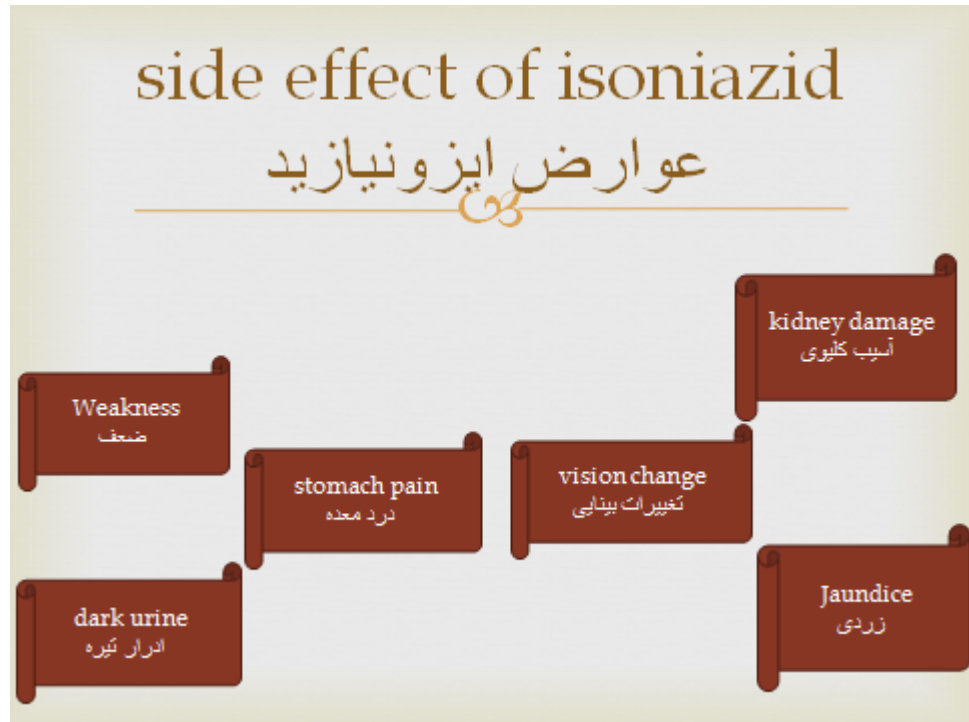 side effect of isoniazid
عوارض ایزونیازید
kidney damage
آسیب کلیوی
Weakness
ضعف
stomach pain
درد معده
vision change
تغییرات بینایی
dark urine
ادرار تیره
Jaundice
زردی